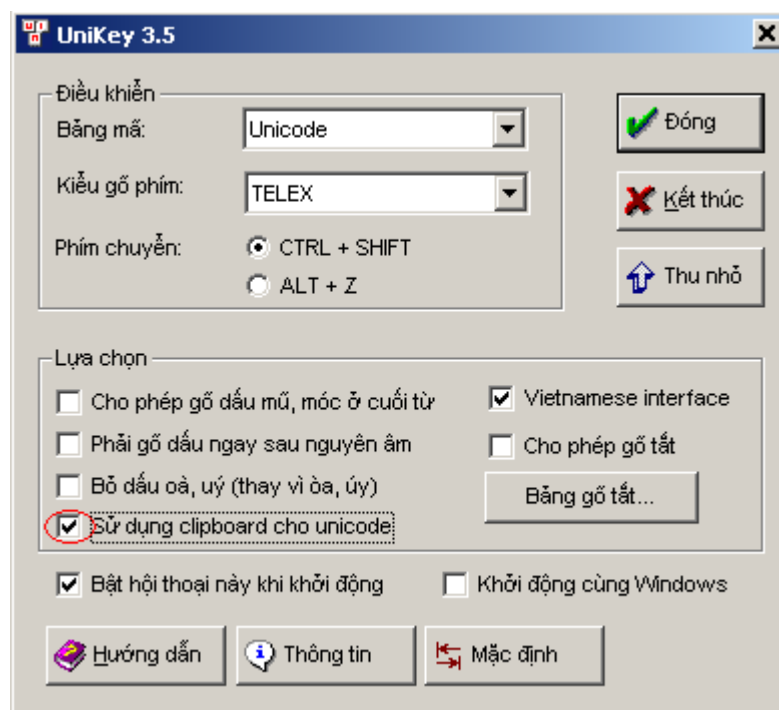 UniKey 3.5
Điều khiển
Bảng mã:
Unicode
Đóng
Kiểu gõ phím:
TELEX
Kết thúc
Phím chuyển:
CTRL + SHIFT
ALT + Z
Thu nhỏ
Lựa chọn
Cho phép gõ dấu mũ, móc ở cuối từ
Vietnamese interface
Phải gõ dấu ngay sau nguyên âm
Cho phép gõ tắt
Bỏ dấu oà, uý (thay vì òa, úy)
Bảng gõ tắt...
Sử dụng clipboard cho unicode
Bật hội thoại này khi khởi động
Khởi động cùng Windows
Hướng dẫn
Thông tin
Mặc định